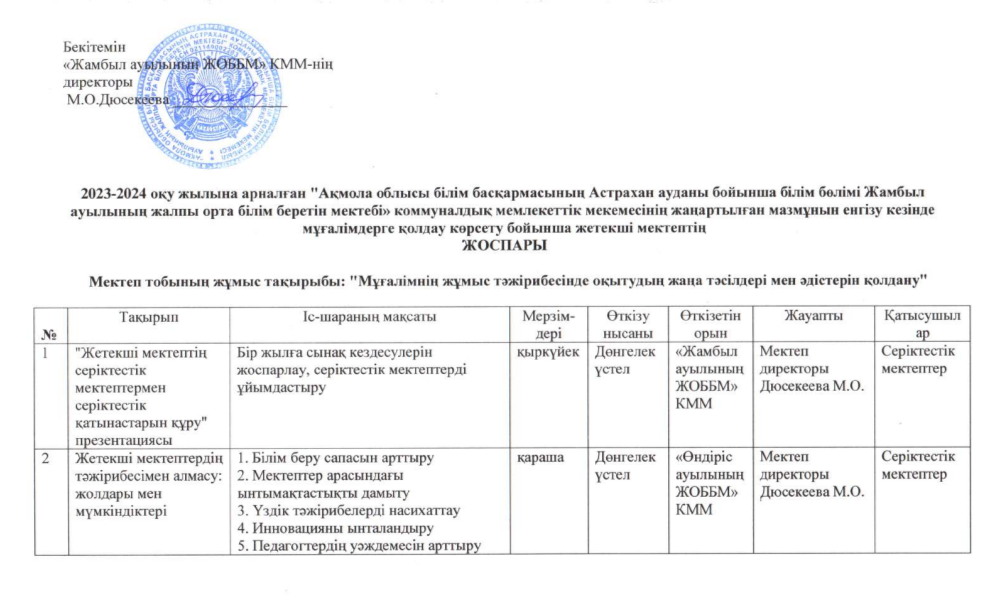 Бекітемін
«Жамбыл ауылының ЖОББМ» КММ-нің
директоры
М.О.Дюсекеева
2023-2024 оқу жылына арналған "Ақмола облысы білім басқармасының Астрахан ауданы бойынша білім бөлімі Жамбыл
ауылының жалпы орта білім беретін мектебі» коммуналдық мемлекеттік мекемесінің жаңартылған мазмұнын енгізу кезінде
мұғалімдерге қолдау көрсету бойынша жетекші мектептің
ЖОСПАРЫ
Мектеп тобының жұмыс тақырыбы: "Мұғалімнің жұмыс тәжірибесінде оқытудың жаңа тәсілдері мен әдістерін қолдану"
№
Тақырып
Іс-шараның мақсаты
Мерзім-
дері
Өткізу
нысаны
Өткізетін
орын
Жауапты
Қатысушыл
ар
1
"Жетекші мектептің
серіктестік
мектептермен
серіктестік
қатынастарын құру"
презентациясы
Бір жылға сынақ кездесулерін
жоспарлау, серіктестік мектептерді
ұйымдастыру
қыркүйек
Дөнгелек
үстел
«Жамбыл
ауылының
ЖОББМ»
КММ
Мектеп
директоры
Дюсекеева М.О.
Серіктестік
мектептер
2
Жетекші мектептердің
тәжірибесімен алмасу:
жолдары мен
мүмкіндіктері
1. Білім беру сапасын арттыру
2. Мектептер арасындағы
ынтымақтастықты дамыту
3. Үздік тәжірибелерді насихаттау
4. Инновацияны ынталандыру
5. Педагогтердің уәждемесін арттыру
қараша
Дөнгелек
үстел
«Өндіріс
ауылының
ЖОББМ»
КММ
Мектеп
директоры
Дюсекеева М.О.
Серіктестік
мектептер